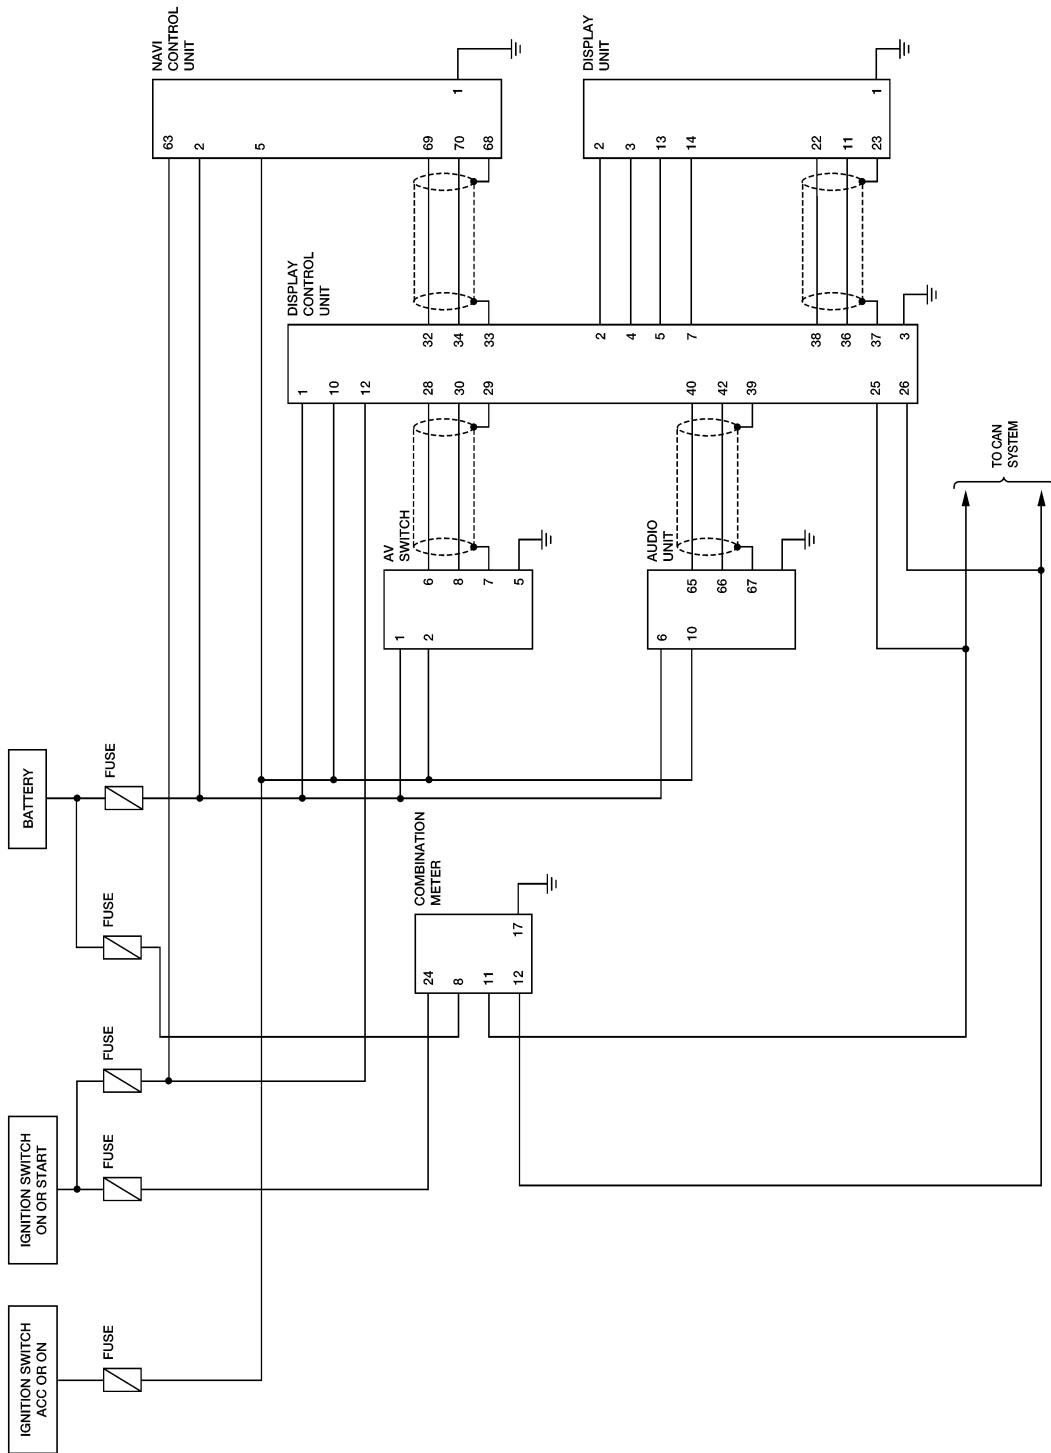 IGNITION SWITCH
ACC OR ON
IGNITION SWITCH
ON OR START
BATTERY
FUSE
FUSE
FUSE
FUSE
FUSE
NAVI
CONTROL
UNIT
63
2
5
69
70
68
1
DISPLAY
CONTROL
UNIT
1
10
12
28
30
29
40
42
39
25
26
32
34
33
2
4
5
7
38
36
37
3
AV
SWITCH
1
2
6
8
7
5
COMBINATION
METER
24
8
11
12
17
DISPLAY
UNIT
2
3
13
14
22
11
23
1
AUDIO
UNIT
6
10
65
66
67
TO CAN
SYSTEM